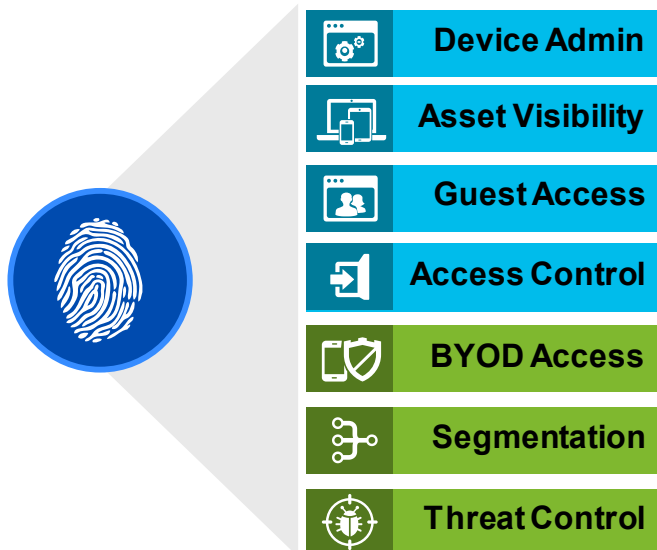 Device Admin
Asset Visibility
Guest Access
Access Control
BYOD Access
Segmentation
Threat Control